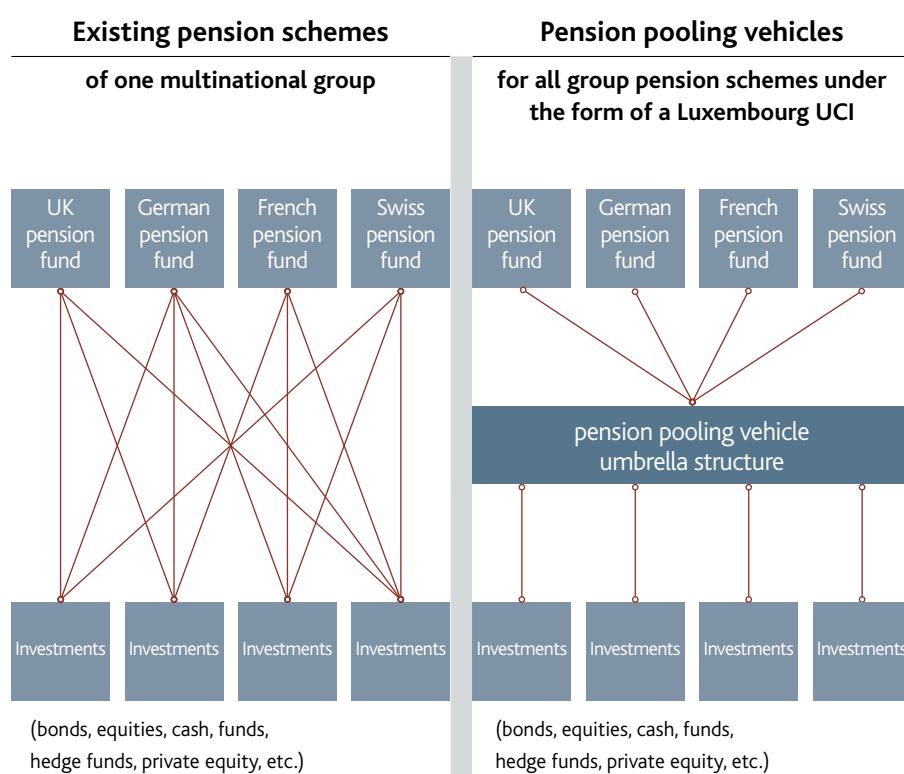 Existing pension schemes
of one multinational group
UK
pension
fund
German
pension
fund
French
pension
fund
Swiss
pension
fund
Investments
Investments
Investments
Investments
(bonds, equities, cash, funds,
hedge funds, private equity, etc.)
Pension pooling vehicles
for all group pension schemes under
the form of a Luxembourg UCI
UK
pension
fund
German
pension
fund
French
pension
fund
Swiss
pension
fund
pension pooling vehicle
umbrella structure
Investments
Investments
Investments
Investments
(bonds, equities, cash, funds,
hedge funds, private equity, etc.)